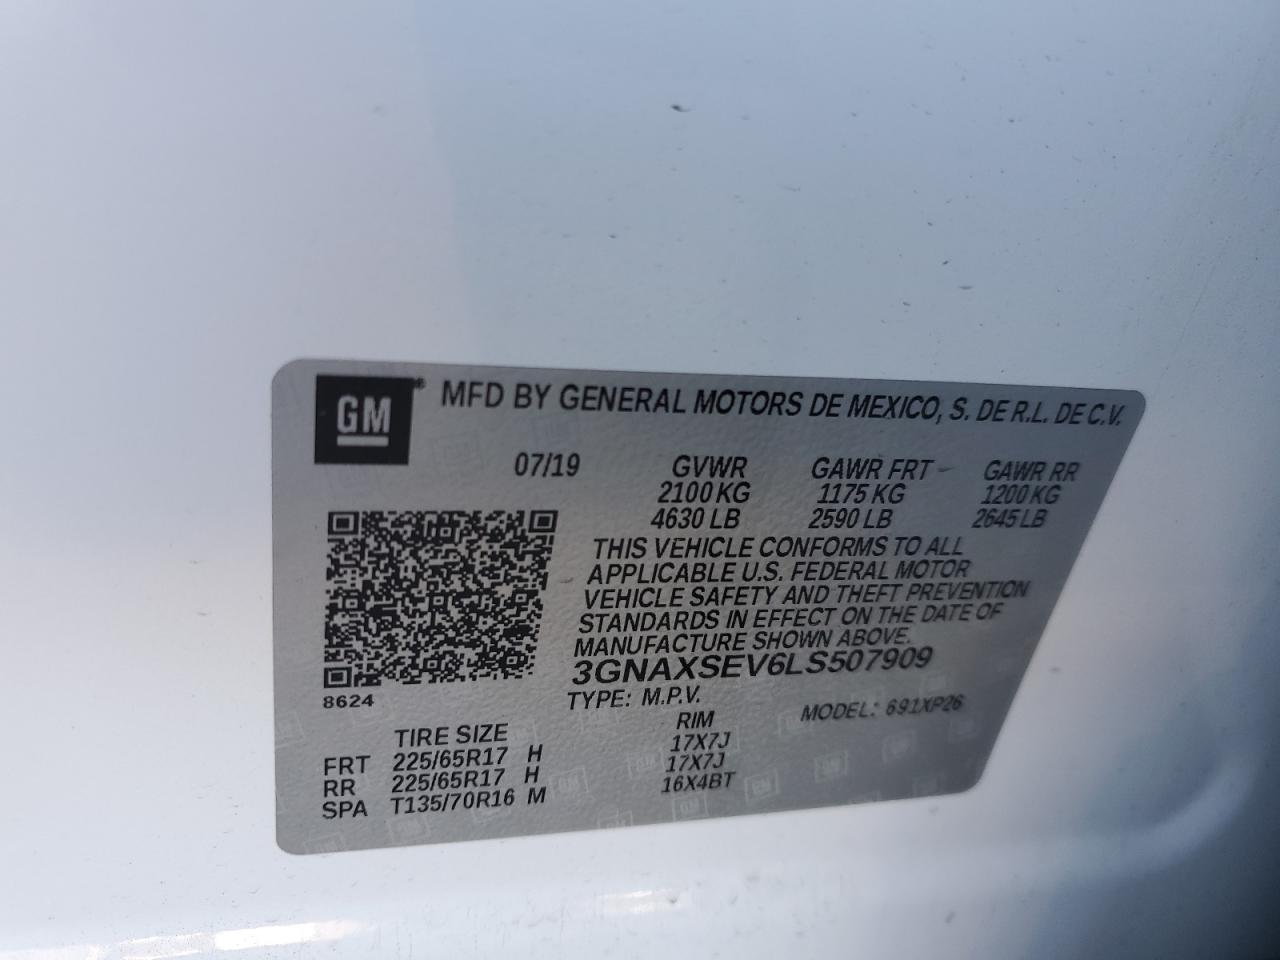 GM ® MFD BY GENERAL MOTORS DE MEXICO, S. DE R.L. DE C.V.
07/19 GVWR GAWR FRT GAWR RR
2100 KG 1175 KG 1200 KG
4630 LB 2590 LB 2645 LB
THIS VEHICLE CONFORMS TO ALL
APPLICABLE U.S. FEDERAL MOTOR
VEHICLE SAFETY AND THEFT PREVENTION
STANDARDS IN EFFECT ON THE DATE OF
MANUFACTURE SHOWN ABOVE.
3GNAXSEV6LS507909
8624 TYPE: M.P.V. MODEL: 691XP26
TIRE SIZE RIM
FRT 225/65R17 H 17X7J
RR 225/65R17 H 17X7J
SPA T135/70R16 M 16X4BT